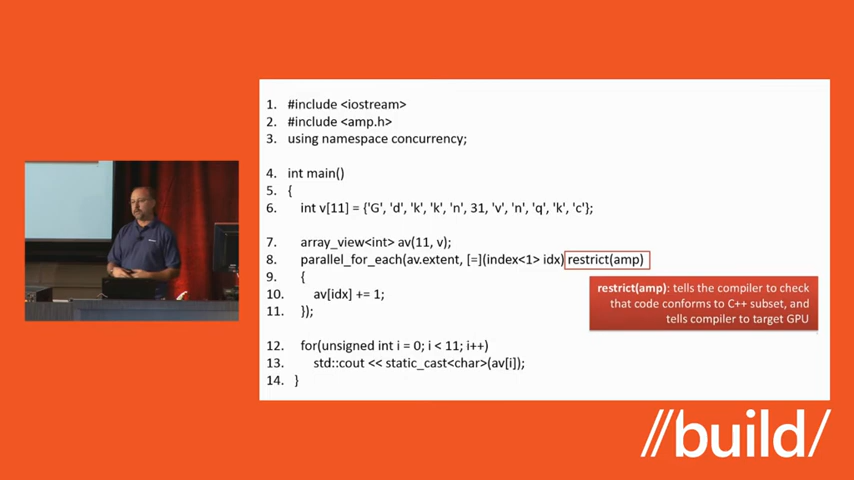 1. #include <iostream>
2. #include <amp.h>
3. using namespace concurrency;
4. int main()
5. {
6. int v[11] = {'G', 'd', 'k', 'k', 'n', 31, 'v', 'n', 'q', 'k', 'c'};
7. array_view<int> av(11, v);
8. parallel_for_each(av.extent, [=](index<1> idx) restrict(amp)
9. {
10. av[idx] += 1;
11. });
restrict(amp): tells the compiler to check
that code conforms to C++ subset, and
tells compiler to target GPU
12. for(unsigned int i = 0; i < 11; i++)
13. std::cout << static_cast<char>(av[i]);
14. }
//build/